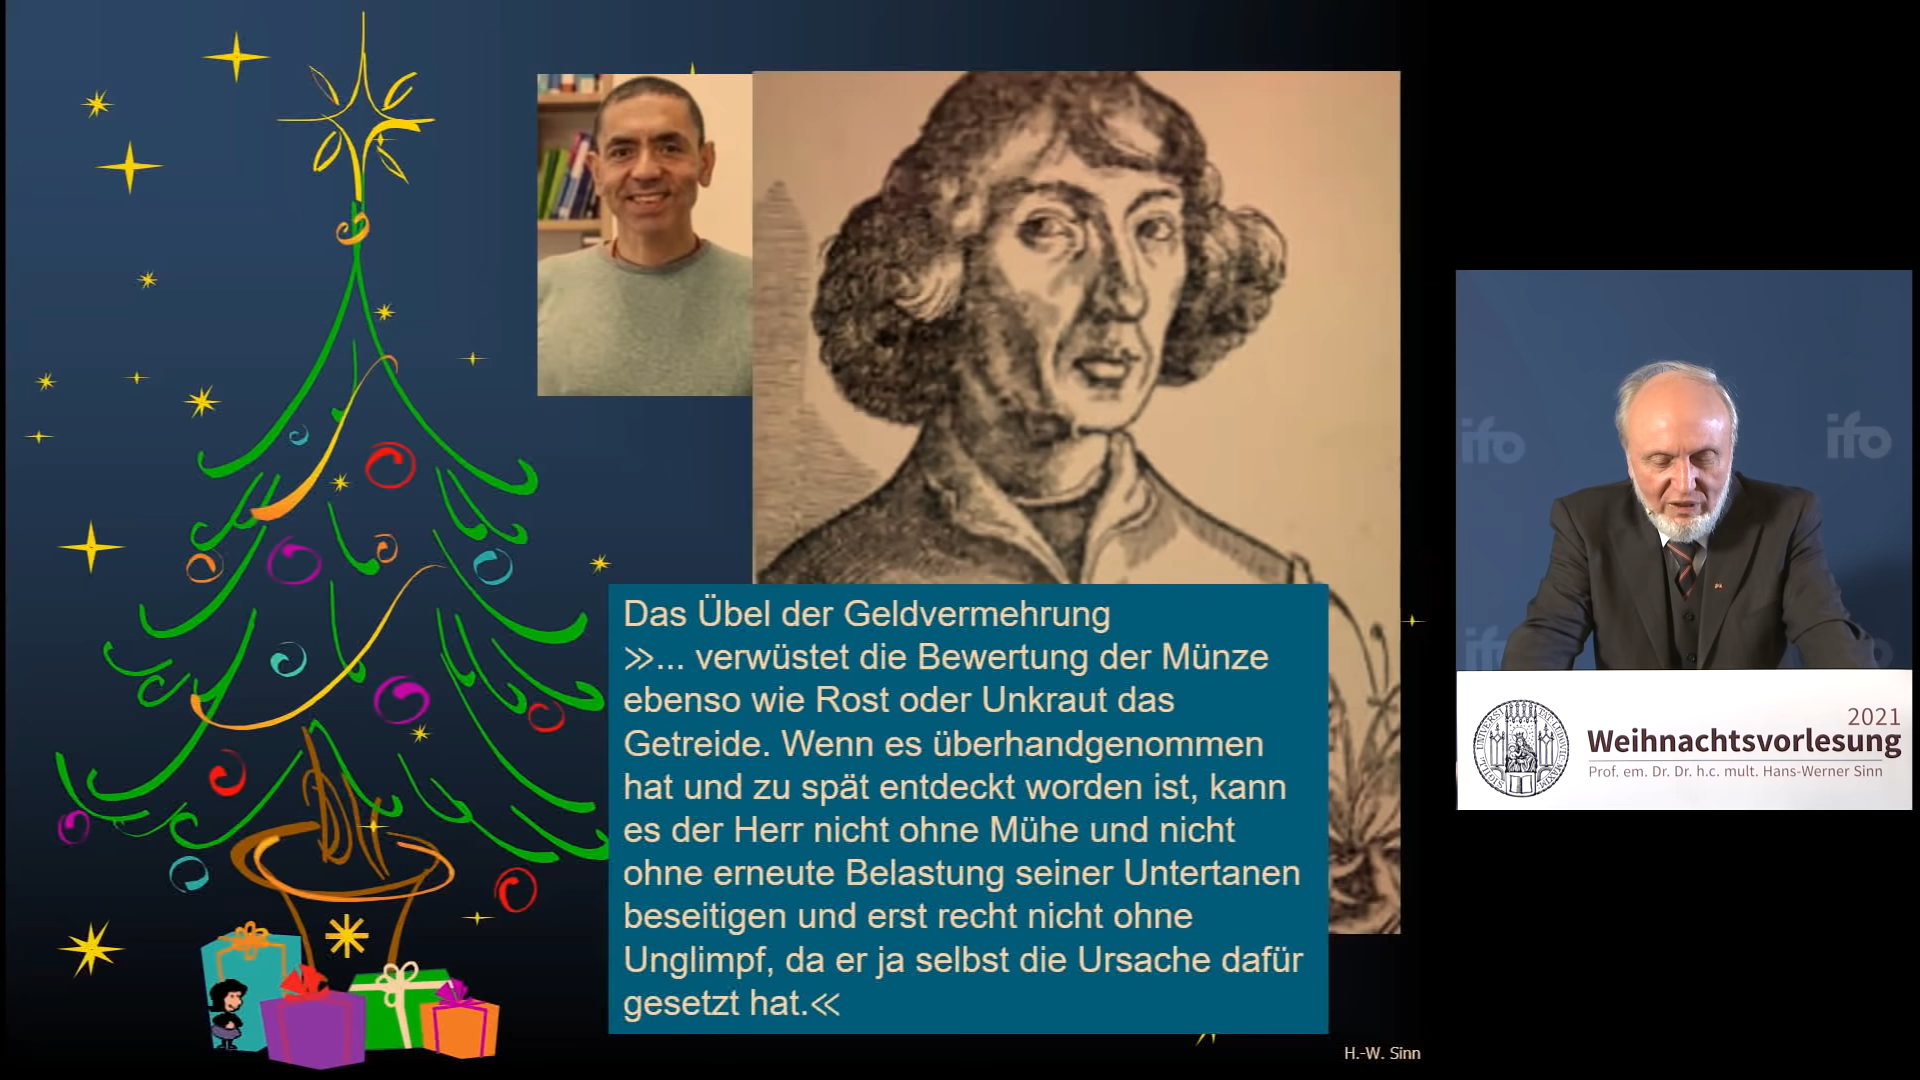 Das Übel der Geldvermehrung
»... verwüstet die Bewertung der Münze
ebenso wie Rost oder Unkraut das
Getreide. Wenn es überhandgenommen
hat und zu spät entdeckt worden ist, kann
es der Herr nicht ohne Mühe und nicht
ohne erneute Belastung seiner Untertanen
beseitigen und erst recht nicht ohne
Unglimpf, da er ja selbst die Ursache dafür
gesetzt hat.«
H.-W. Sinn
ifo
ifo
ifo
2021
Weihnachtsvorlesung
Prof. em. Dr. Dr. h.c. mult. Hans-Werner Sinn